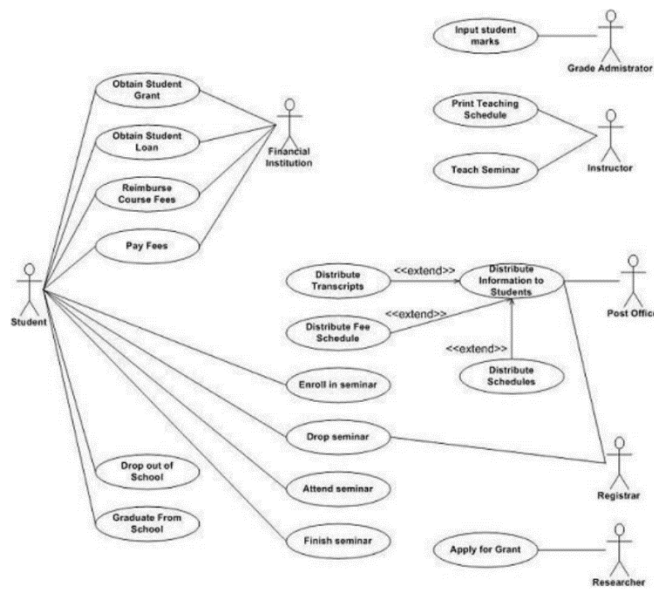 Input student
marks
Grade Admistrator
Obtain Student
Grant
Print Teaching
Schedule
Obtain Student
Loan
Financial
Institution
Teach Seminar
Instructor
Reimburse
Course Fees
Pay Fees
Student
Distribute
Transcripts
<<extend>>
Distribute
Information to
Students
Post Office
Distribute Fee
Schedule
<<extend>>
<<extend>>
Distribute
Schedules
Enroll in seminar
Drop seminar
Drop out of
School
Attend seminar
Registrar
Graduate From
School
Finish seminar
Apply for Grant
Researcher